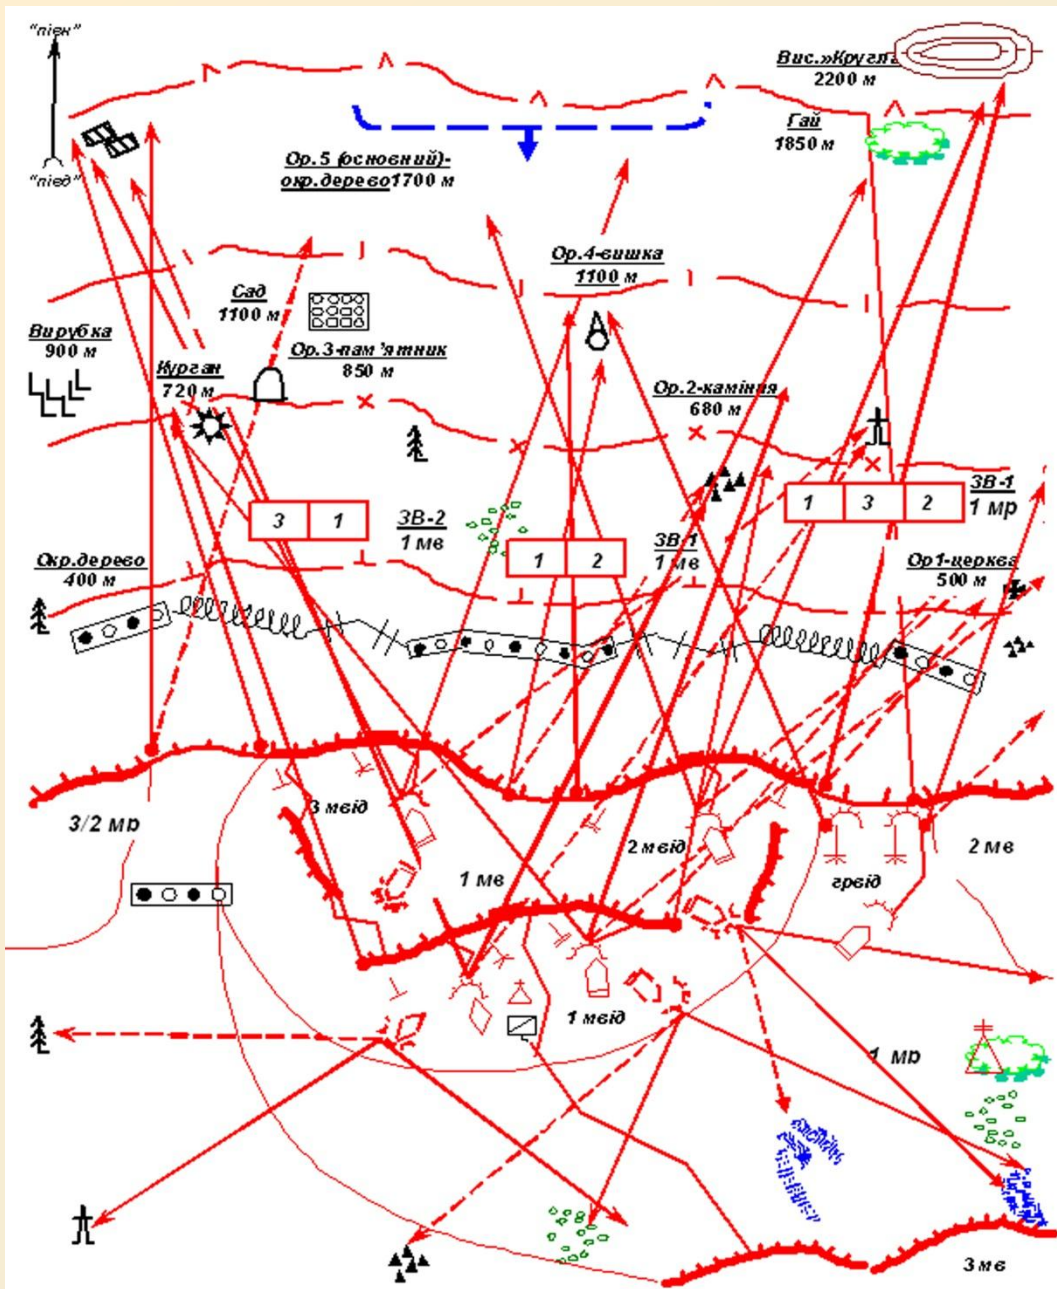 "півн"
Вис.»Кругла
2200 м
Гай
1850 м
"півд"
Ор.5 (основний)-
окр.дерево1700 м
Ор.4-вишка
1100 м
Сад
1100 м
Вирубка
900 м
Ор.3-пам'ятник
850 м
Курган
720 м
Ор.2-каміння
680 м
3 1
ЗВ-2
1 мв
1 2
ЗВ-1
1 мв
1 3 2
ЗВ-1
1 мр
Окр.дерево
400 м
Ор1-церква
500 м
3/2 мр
3 мвід
1 мв
2 мвід
грвід
2 мв
1 мвід
1 мр
3 мв